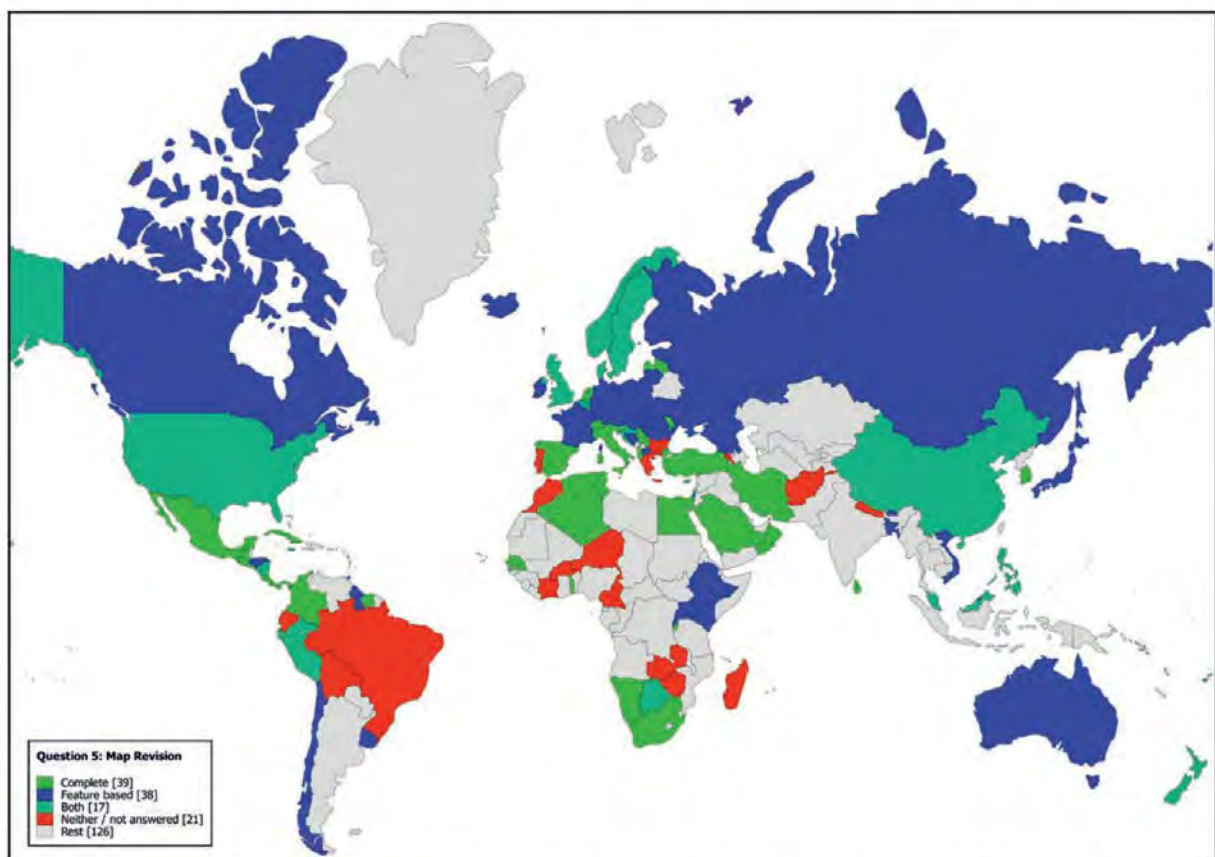 Question 5: Map Revision
Complete [39]
Feature based [38]
Both [17]
Neither / not answered [21]
Rest [126]